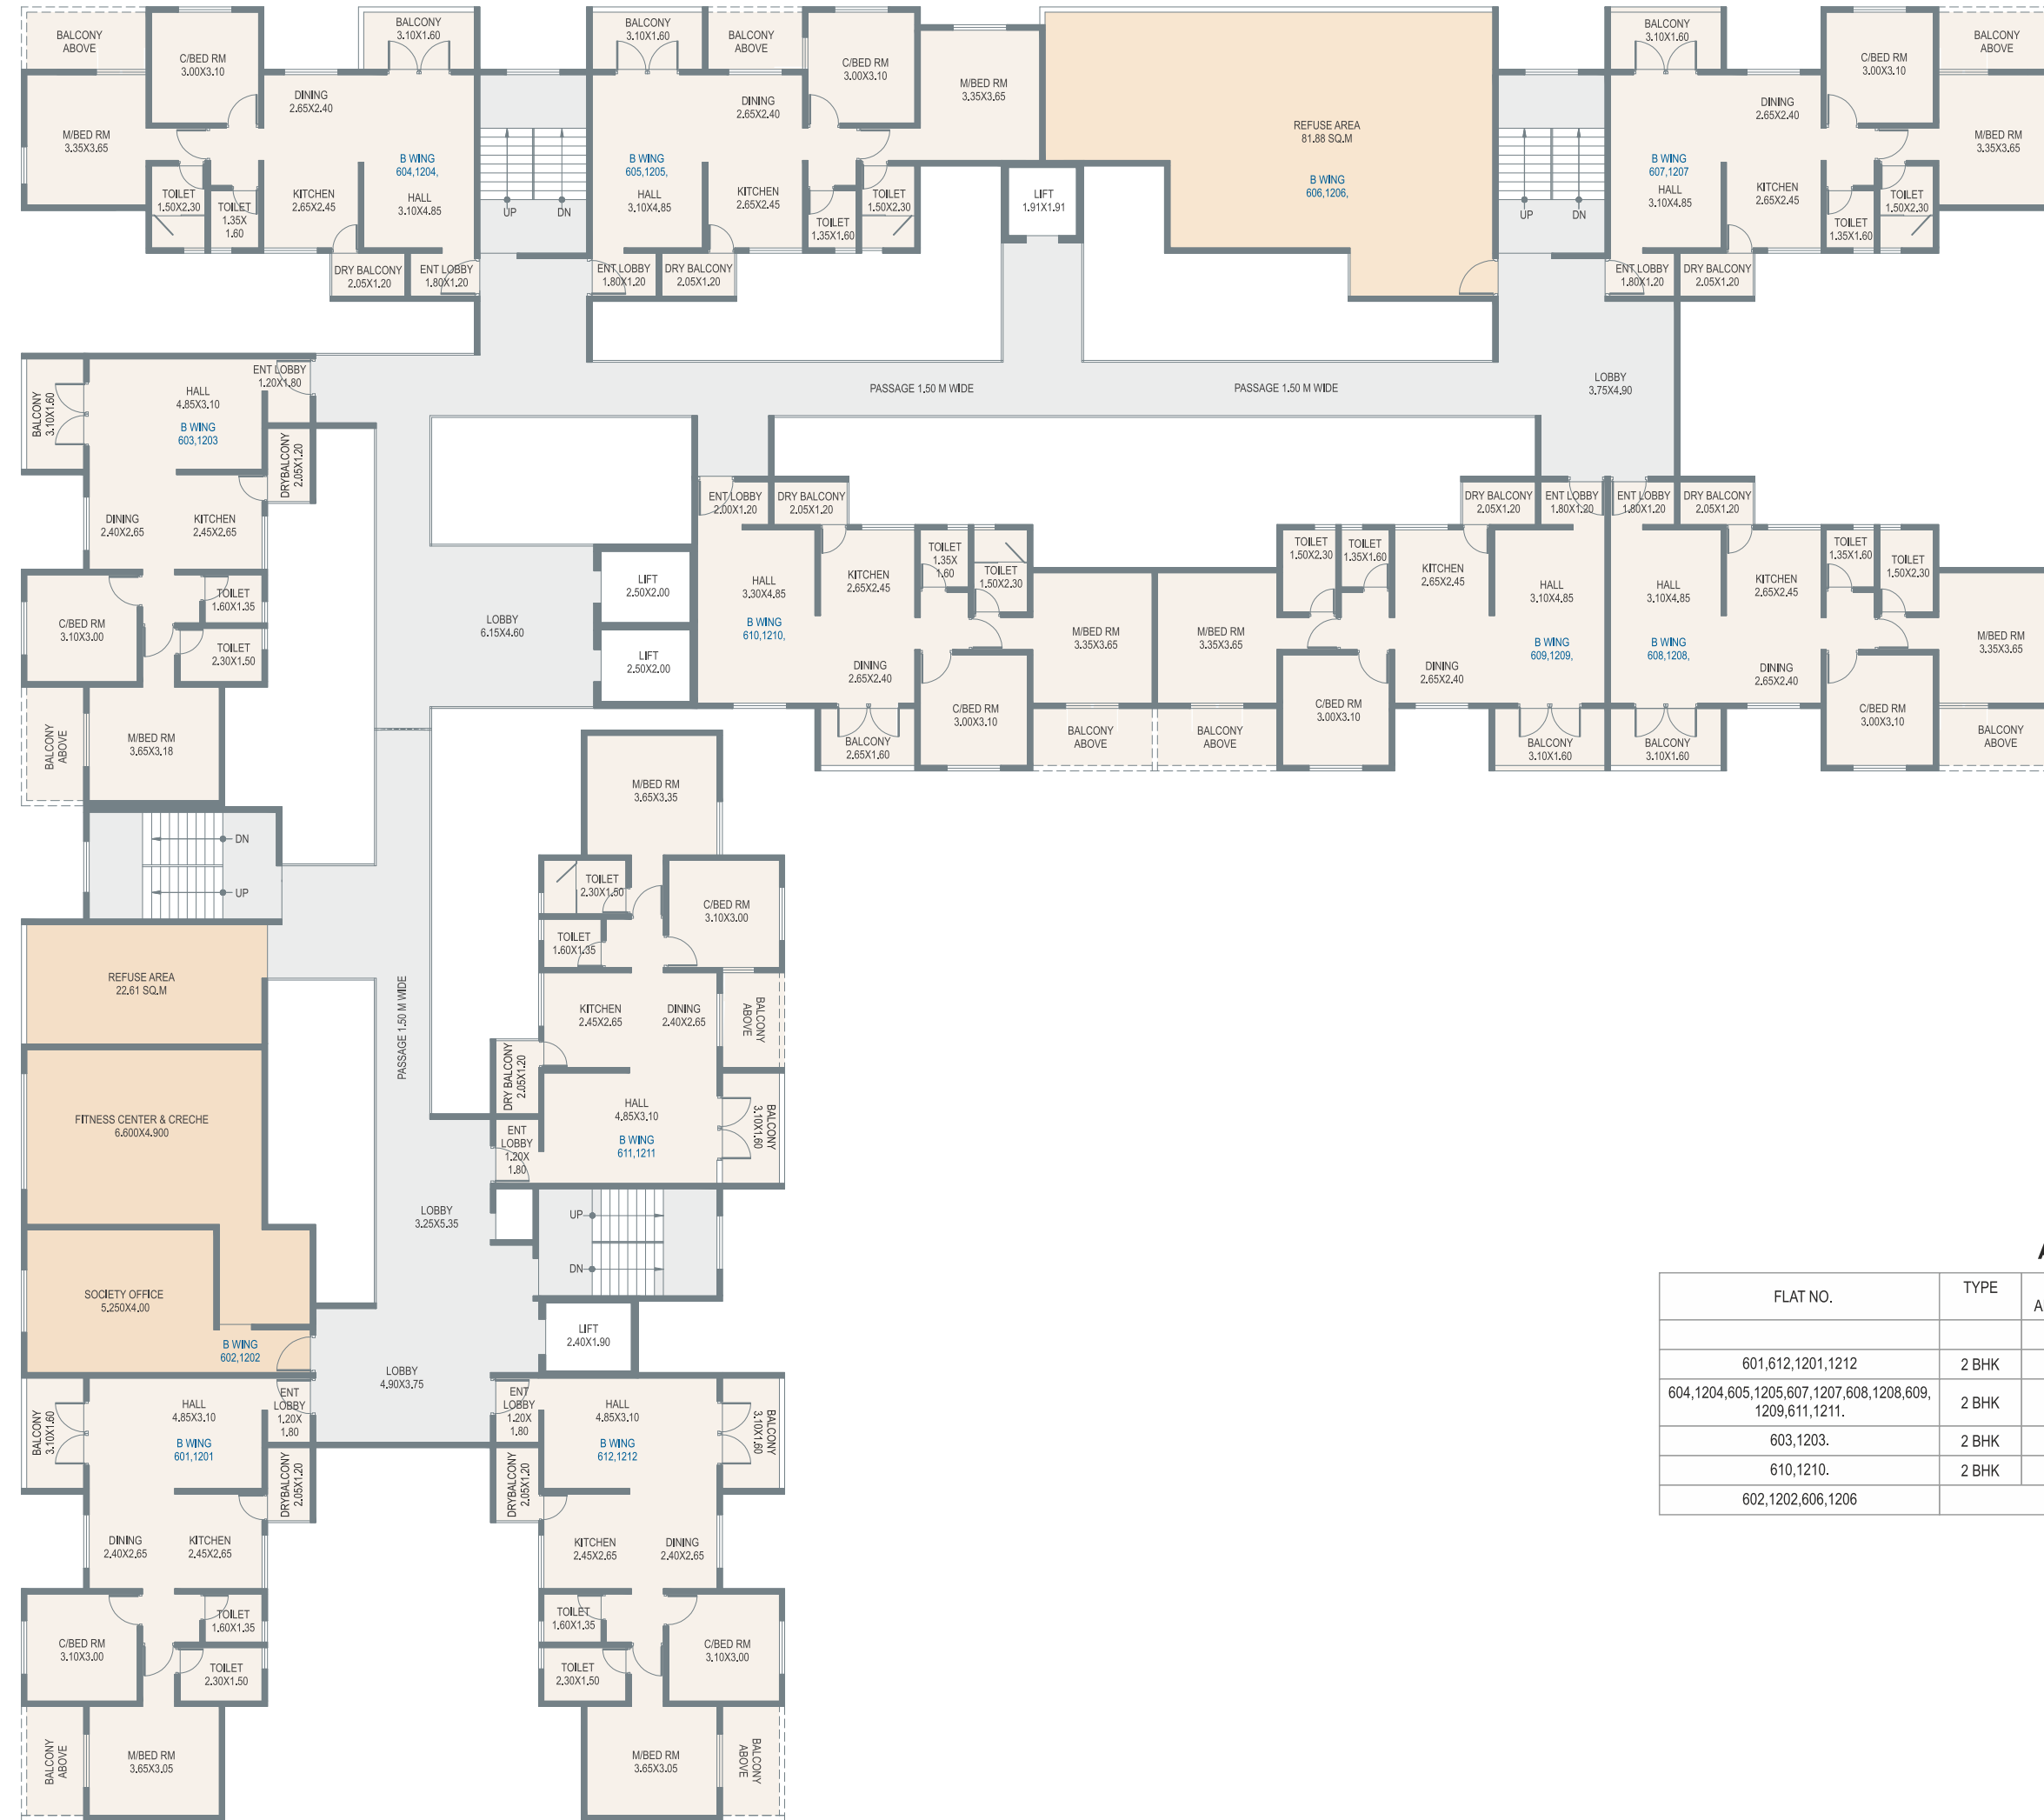 BALCONY
ABOVE
C/BED RM
3.00X3.10
BALCONY
3.10X1.60
DINING
2.65X2.40
M/BED RM
3.35X3.65
B WING
604,1204,
HALL
3.10X4.85
KITCHEN
2.65X2.45
TOILET
1.50X2.30
TOILET
1.35X
1.60
DRY BALCONY
2.05X1.20
ENT LOBBY
1.80X1.20
UP
DN
BALCONY
3.10X1.60
BALCONY
ABOVE
C/BED RM
3.00X3.10
M/BED RM
3.35X3.65
DINING
2.65X2.40
B WING
605,1205,
HALL
3.10X4.85
KITCHEN
2.65X2.45
TOILET
1.50X2.30
TOILET
1.35X1.60
ENT LOBBY
1.80X1.20
DRY BALCONY
2.05X1.20
LIFT
1.91X1.91
REFUSE AREA
81.88 SQ.M
B WING
606,1206,
UP
DN
BALCONY
3.10X1.60
C/BED RM
3.00X3.10
BALCONY
ABOVE
DINING
2.65X2.40
M/BED RM
3.35X3.65
B WING
607,1207
HALL
3.10X4.85
KITCHEN
2.65X2.45
TOILET
1.50X2.30
TOILET
1.35X1.60
ENT LOBBY
1.80X1.20
DRY BALCONY
2.05X1.20
PASSAGE 1.50 M WIDE
PASSAGE 1.50 M WIDE
LOBBY
3.75X4.90
ENT LOBBY
1.20X1.80
HALL
4.85X3.10
B WING
603,1203
BALCONY
3.10X1.60
DRYBALCONY
2.05X1.20
DINING
2.40X2.65
KITCHEN
2.45X2.65
TOILET
1.60X1.35
C/BED RM
3.10X3.00
TOILET
2.30X1.50
BALCONY
ABOVE
M/BED RM
3.65X3.18
DN
UP
LOBBY
6.15X4.60
LIFT
2.50X2.00
LIFT
2.50X2.00
ENT LOBBY
2.00X1.20
DRY BALCONY
2.05X1.20
HALL
3.30X4.85
B WING
610,1210,
KITCHEN
2.65X2.45
TOILET
1.35X
1.60
TOILET
1.50X2.30
DINING
2.65X2.40
M/BED RM
3.35X3.65
C/BED RM
3.00X3.10
BALCONY
2.65X1.60
BALCONY
ABOVE
DRY BALCONY
2.05X1.20
ENT LOBBY
1.80X1.20
TOILET
1.50X2.30
TOILET
1.35X1.60
KITCHEN
2.65X2.45
HALL
3.10X4.85
M/BED RM
3.35X3.65
B WING
609,1209,
DINING
2.65X2.40
C/BED RM
3.00X3.10
BALCONY
ABOVE
BALCONY
3.10X1.60
ENT LOBBY
1.80X1.20
DRY BALCONY
2.05X1.20
HALL
3.10X4.85
B WING
608,1208,
KITCHEN
2.65X2.45
TOILET
1.35X1.60
TOILET
1.50X2.30
DINING
2.65X2.40
M/BED RM
3.35X3.65
C/BED RM
3.00X3.10
BALCONY
3.10X1.60
BALCONY
ABOVE
M/BED RM
3.65X3.35
TOILET
2.30X1.50
C/BED RM
3.10X3.00
TOILET
1.60X1.35
KITCHEN
2.45X2.65
DINING
2.40X2.65
BALCONY
ABOVE
DRY BALCONY
2.05X1.20
HALL
4.85X3.10
B WING
611,1211
BALCONY
3.10X1.60
ENT
LOBBY
1.20X
1.80
REFUSE AREA
22.61 SQ.M
PASSAGE 1.50 M WIDE
FITNESS CENTER & CRECHE
6.600X4.900
LOBBY
3.25X5.35
UP
DN
SOCIETY OFFICE
5.250X4.00
B WING
602,1202
LIFT
2.40X1.90
LOBBY
4.90X3.75
BALCONY
3.10X1.60
HALL
4.85X3.10
B WING
601,1201
ENT
LOBBY
1.20X
1.80
DRYBALCONY
2.05X1.20
DINING
2.40X2.65
KITCHEN
2.45X2.65
TOILET
1.60X1.35
C/BED RM
3.10X3.00
TOILET
2.30X1.50
BALCONY
ABOVE
M/BED RM
3.65X3.05
ENT
LOBBY
1.20X
1.80
HALL
4.85X3.10
B WING
612,1212
BALCONY
3.10X1.60
DRYBALCONY
2.05X1.20
KITCHEN
2.45X2.65
DINING
2.40X2.65
TOILET
1.60X1.35
C/BED RM
3.10X3.00
TOILET
2.30X1.50
M/BED RM
3.65X3.05
BALCONY
ABOVE
FLAT NO.
TYPE
601,612,1201,1212
2 BHK
604,1204,605,1205,607,1207,608,1208,609,
1209,611,1211.
2 BHK
603,1203.
2 BHK
610,1210.
2 BHK
602,1202,606,1206